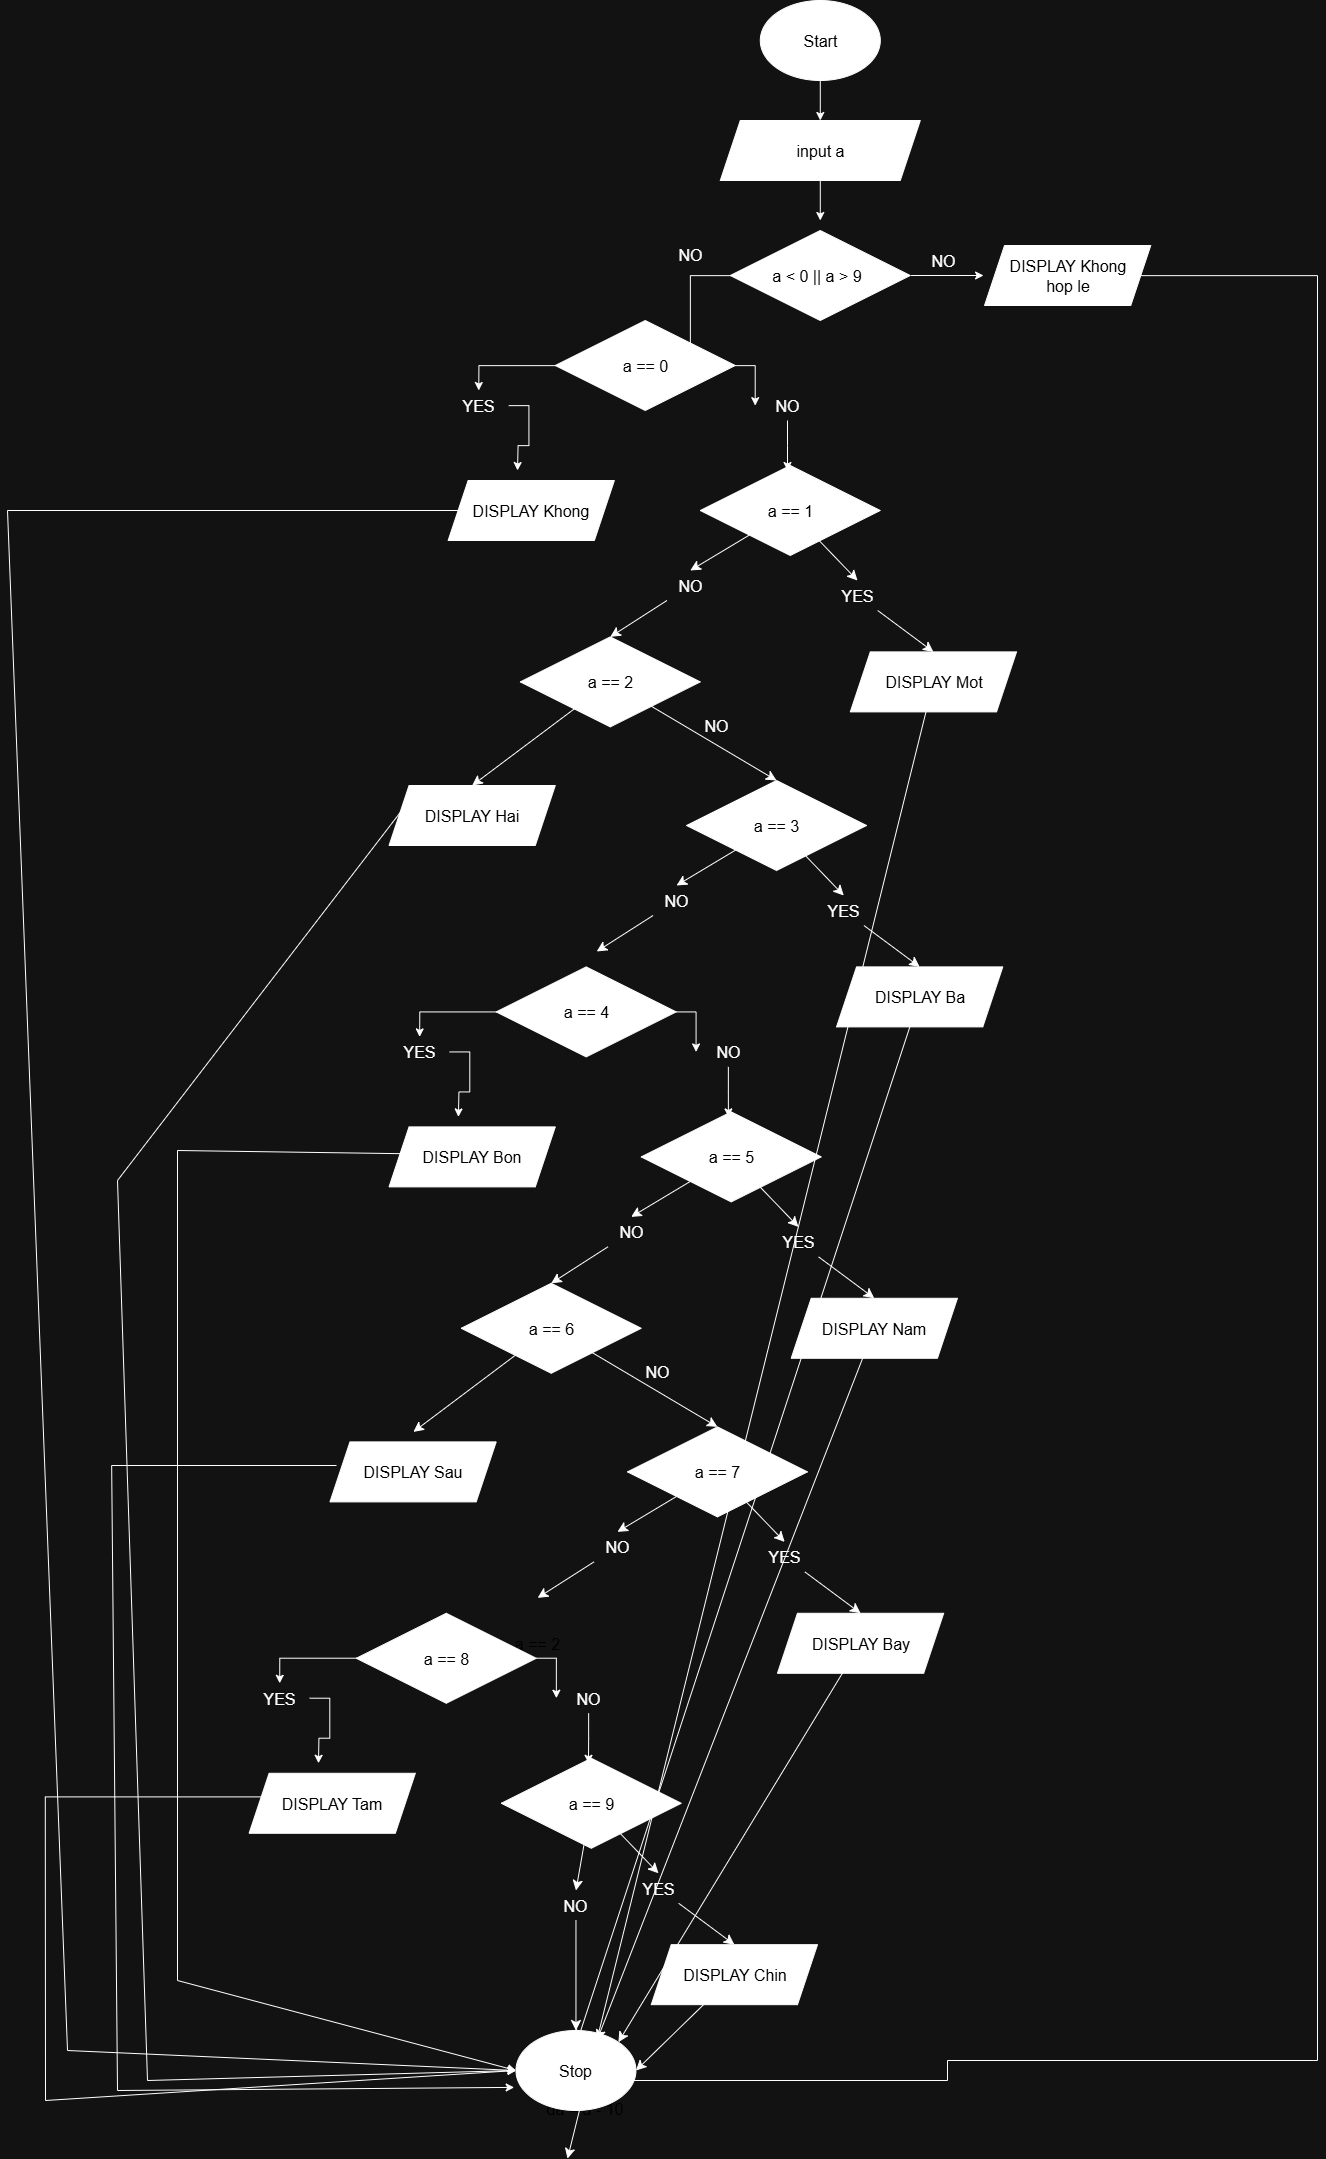 Start
input a
NO
a < 0 || a > 9
NO
DISPLAY Khong
hop le
a == 0
YES
NO
DISPLAY Khong
a == 1
NO
YES
a == 2
DISPLAY Mot
NO
DISPLAY Hai
a == 3
NO
YES
DISPLAY Ba
a == 4
YES
NO
DISPLAY Bon
a == 5
NO
YES
a == 6
DISPLAY Nam
NO
DISPLAY Sau
a == 7
NO
YES
a == 2
DISPLAY Bay
a == 8
YES
NO
DISPLAY Tam
a == 9
YES
NO
DISPLAY Chin
Stop